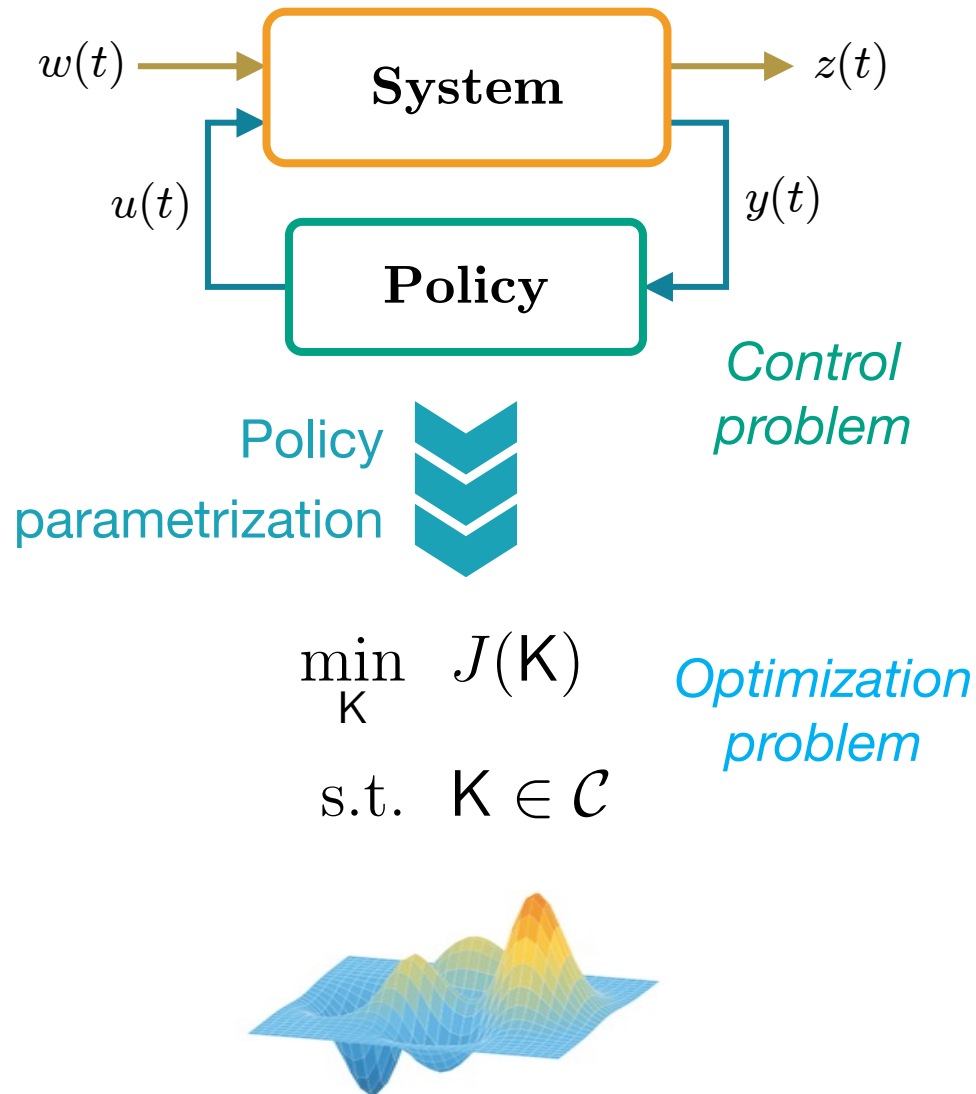 w(t)
System
z(t)
u(t)
y(t)
Policy
Control
problem
Policy
parametrization
min J(K)
K
Optimization
problem
s.t. K ∈ 𝒞